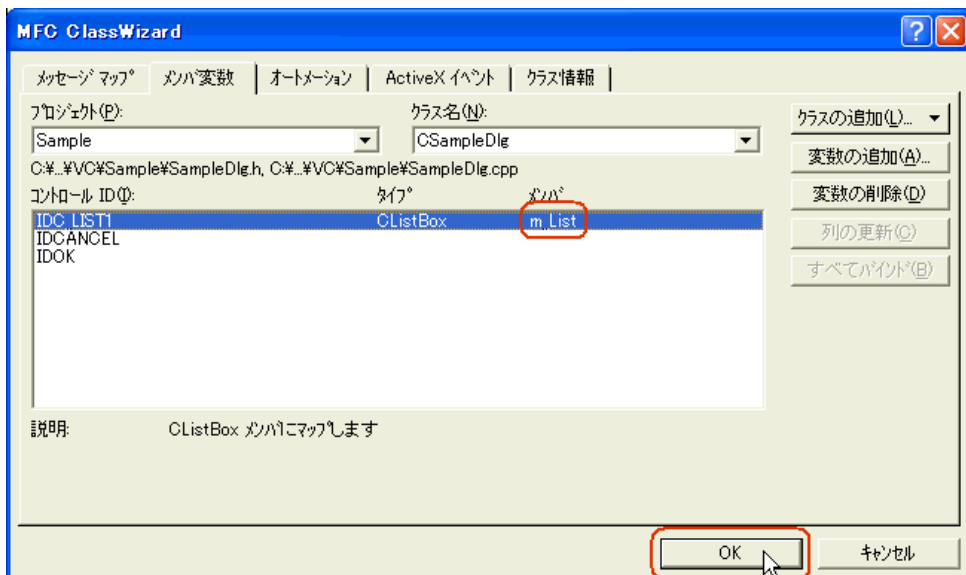 MFC ClassWizard
メッセージ マップ メンバ変数 オートメーション ActiveX イベント クラス情報
プロジェクト(P): クラス名(N):
Sample CSampleDlg
C:¥...¥VC¥Sample¥SampleDlg.h, C:¥...¥VC¥Sample¥SampleDlg.cpp
コントロール ID(I): タイプ メンバ
IDC_LIST1 CListBox m_List
IDCANCEL
IDOK
クラスの追加(L)...
変数の追加(A)...
変数の削除(D)
列の更新(C)
すべてバインド(B)
説明: CListBox メンバにマップします
OK キャンセル